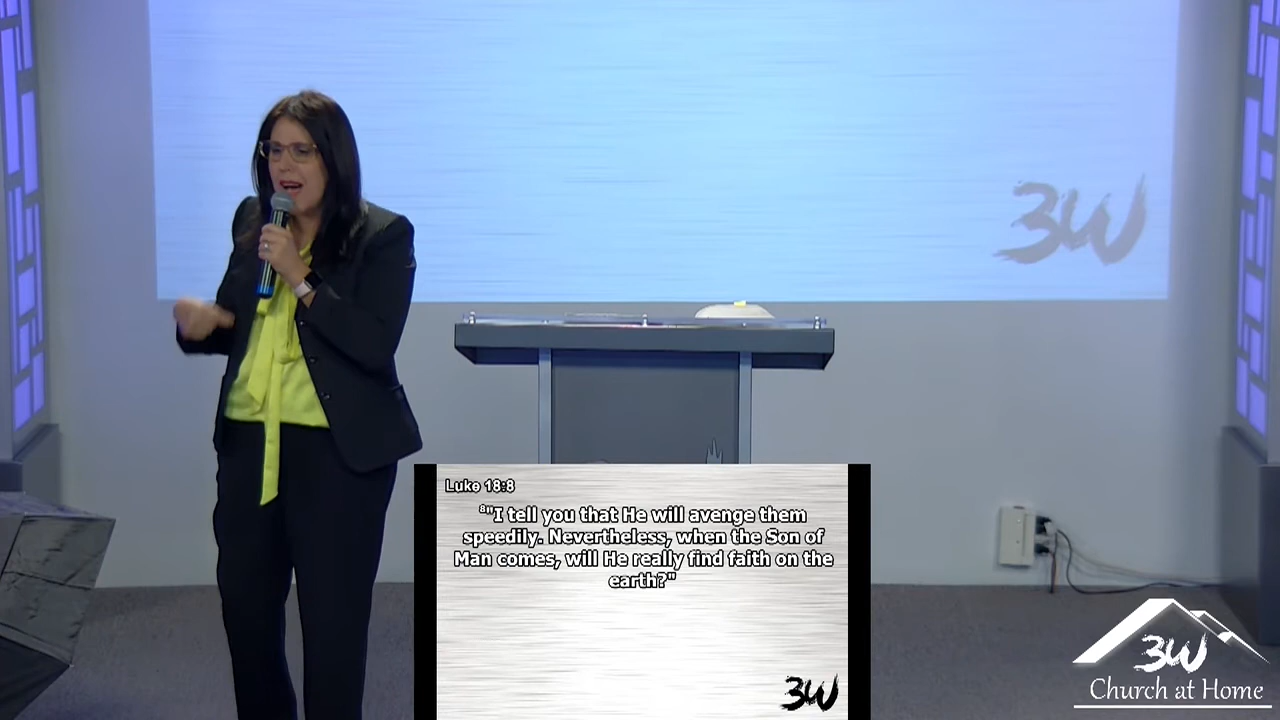 3W
Luke 18:8
8"I tell you that He will avenge them
speedily. Nevertheless, when the Son of
Man comes, will He really find faith on the
earth?"
3W
3W
Church at Home